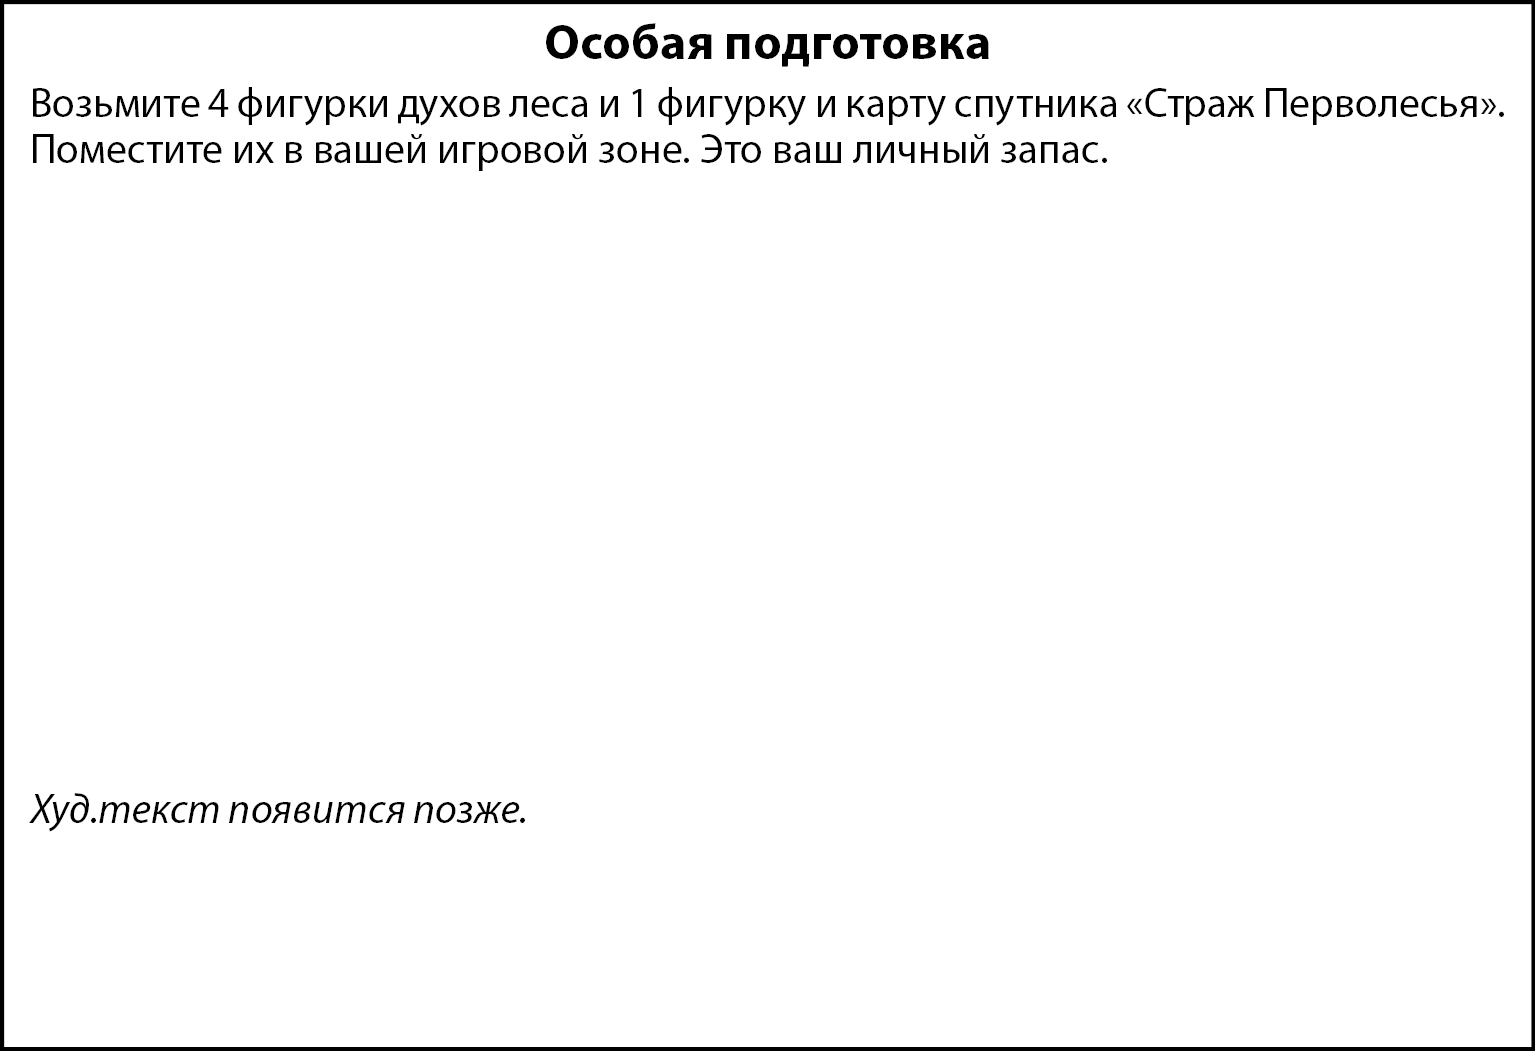 Особая подготовка
Возьмите 4 фигурки духов леса и 1 фигурку и карту спутника «Страж Перволесья».
Поместите их в вашей игровой зоне. Это ваш личный запас.
Худ.текст появится позже.